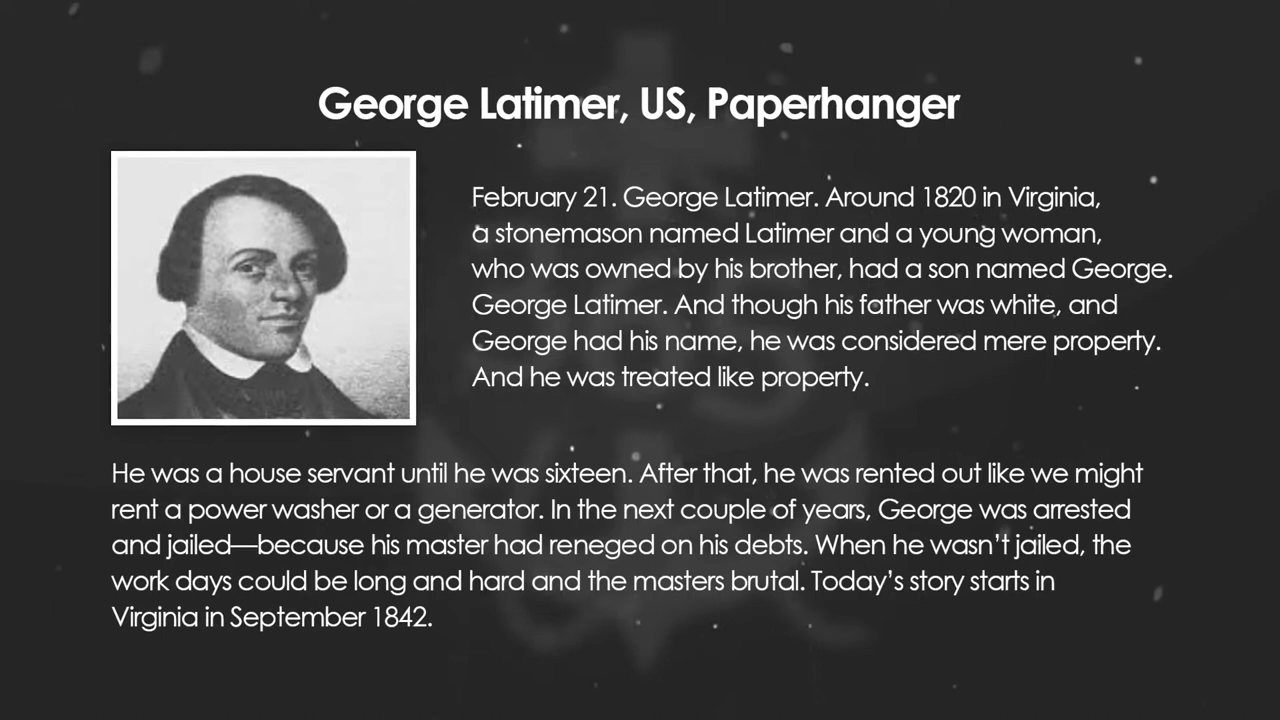 George Latimer, US, Paperhanger
February 21. George Latimer. Around 1820 in Virginia,
a stonemason named Latimer and a young woman,
who was owned by his brother, had a son named George.
George Latimer. And though his father was white, and
George had his name, he was considered mere property.
And he was treated like property.
He was a house servant until he was sixteen. After that, he was rented out like we might
rent a power washer or a generator. In the next couple of years, George was arrested
and jailed—because his master had reneged on his debts. When he wasn't jailed, the
work days could be long and hard and the masters brutal. Today's story starts in
Virginia in September 1842.